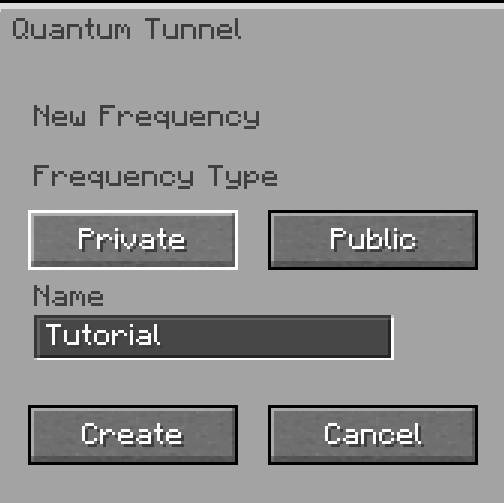 Quantum Tunnel
New Frequency
Frequency Type
Private Public
Name
Tutorial
Create Cancel